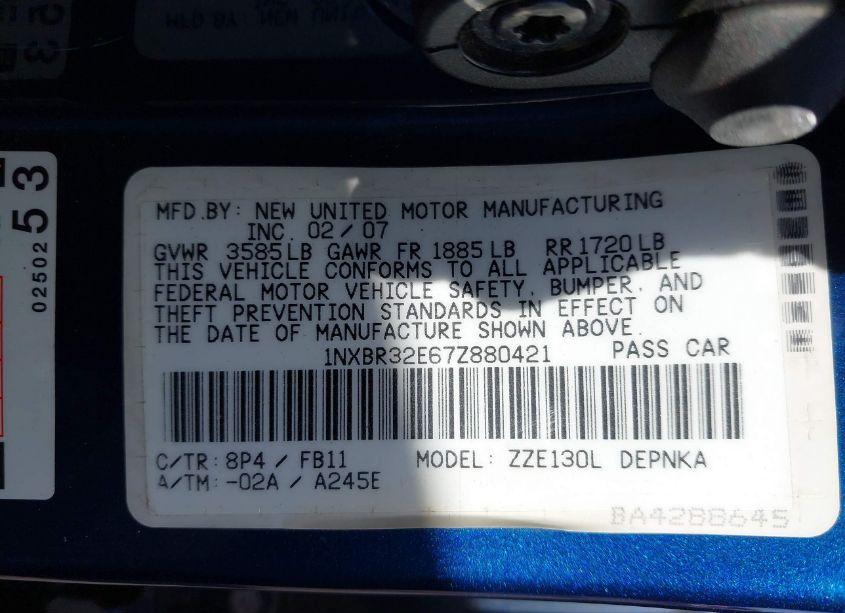 MFD.BY: NEW UNITED MOTOR MANUFACTURING
INC. 02/07
GVWR 3585LB GAWR FR 1885LB RR 1720LB
THIS VEHICLE CONFORMS TO ALL APPLICABLE
FEDERAL MOTOR VEHICLE SAFETY, BUMPER, AND
THEFT PREVENTION STANDARDS IN EFFECT ON
THE DATE OF MANUFACTURE SHOWN ABOVE.
1NXBR32E67Z880421 PASS CAR
C/TR: 8P4 / FB11 MODEL: ZZE130L DEPNKA
A/TM: -02A / A245E
BA4288645
02502
53